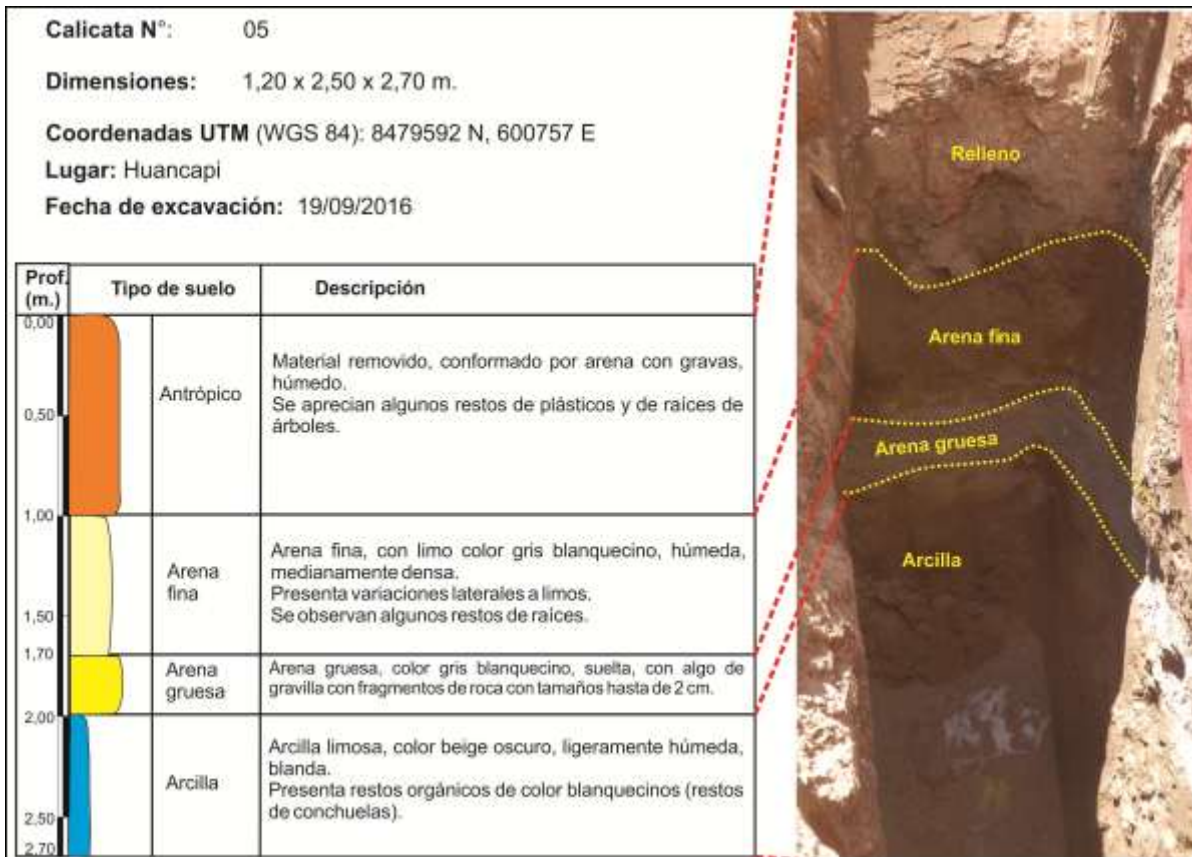 Calicata N°: 05
Dimensiones: 1,20 x 2,50 x 2,70 m.
Coordenadas UTM (WGS 84): 8479592 N, 600757 E
Lugar: Huancapi
Fecha de excavación: 19/09/2016
Prof. (m.)
Tipo de suelo
Descripción
0,00
Antrópico
Material removido, conformado por arena con gravas,
húmedo.
Se aprecian algunos restos de plásticos y de raíces de
árboles.
0,50
1,00
Arena
fina
Arena fina, con limo color gris blanquecino, húmeda,
medianamente densa.
Presenta variaciones laterales a limos.
Se observan algunos restos de raíces.
1,50
1,70
Arena
gruesa
Arena gruesa, color gris blanquecino, suelta, con algo de
gravilla con fragmentos de roca con tamaños hasta de 2 cm.
2,00
Arcilla
Arcilla limosa, color beige oscuro, ligeramente húmeda,
blanda.
Presenta restos orgánicos de color blanquecinos (restos
de conchuelas).
2,50
2,70
Relleno
Arena fina
Arena gruesa
Arcilla